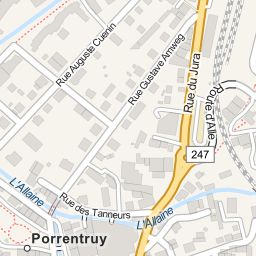 Rue Auguste Cuenin
Rue Gustave Amweg
Rue du Jura
Route d'Alle
247
L'Allaine
Rue des Tanneurs
L'Allaine
Porrentruy